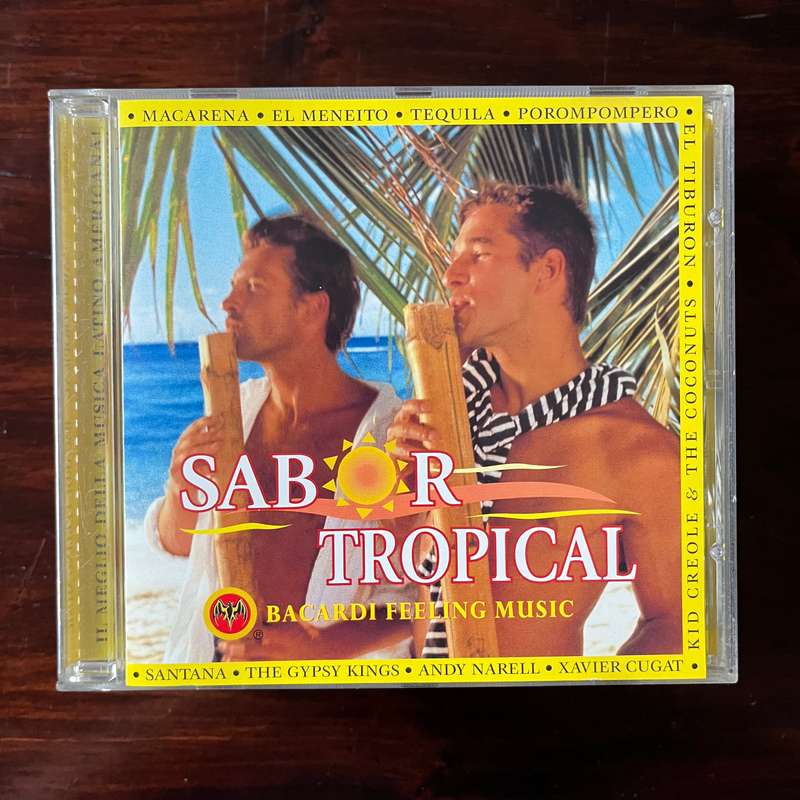 • MACARENA • EL MENEITO • TEQUILA • POROMPOMPERO •
EL TIBURON •
KID CREOLE & THE COCONUTS •
IL MEGLIO DELLA MUSICA LATINO AMERICANA!
SABOR
TROPICAL
® BACARDI FEELING MUSIC
• SANTANA • THE GYPSY KINGS • ANDY NARELL • XAVIER CUGAT •